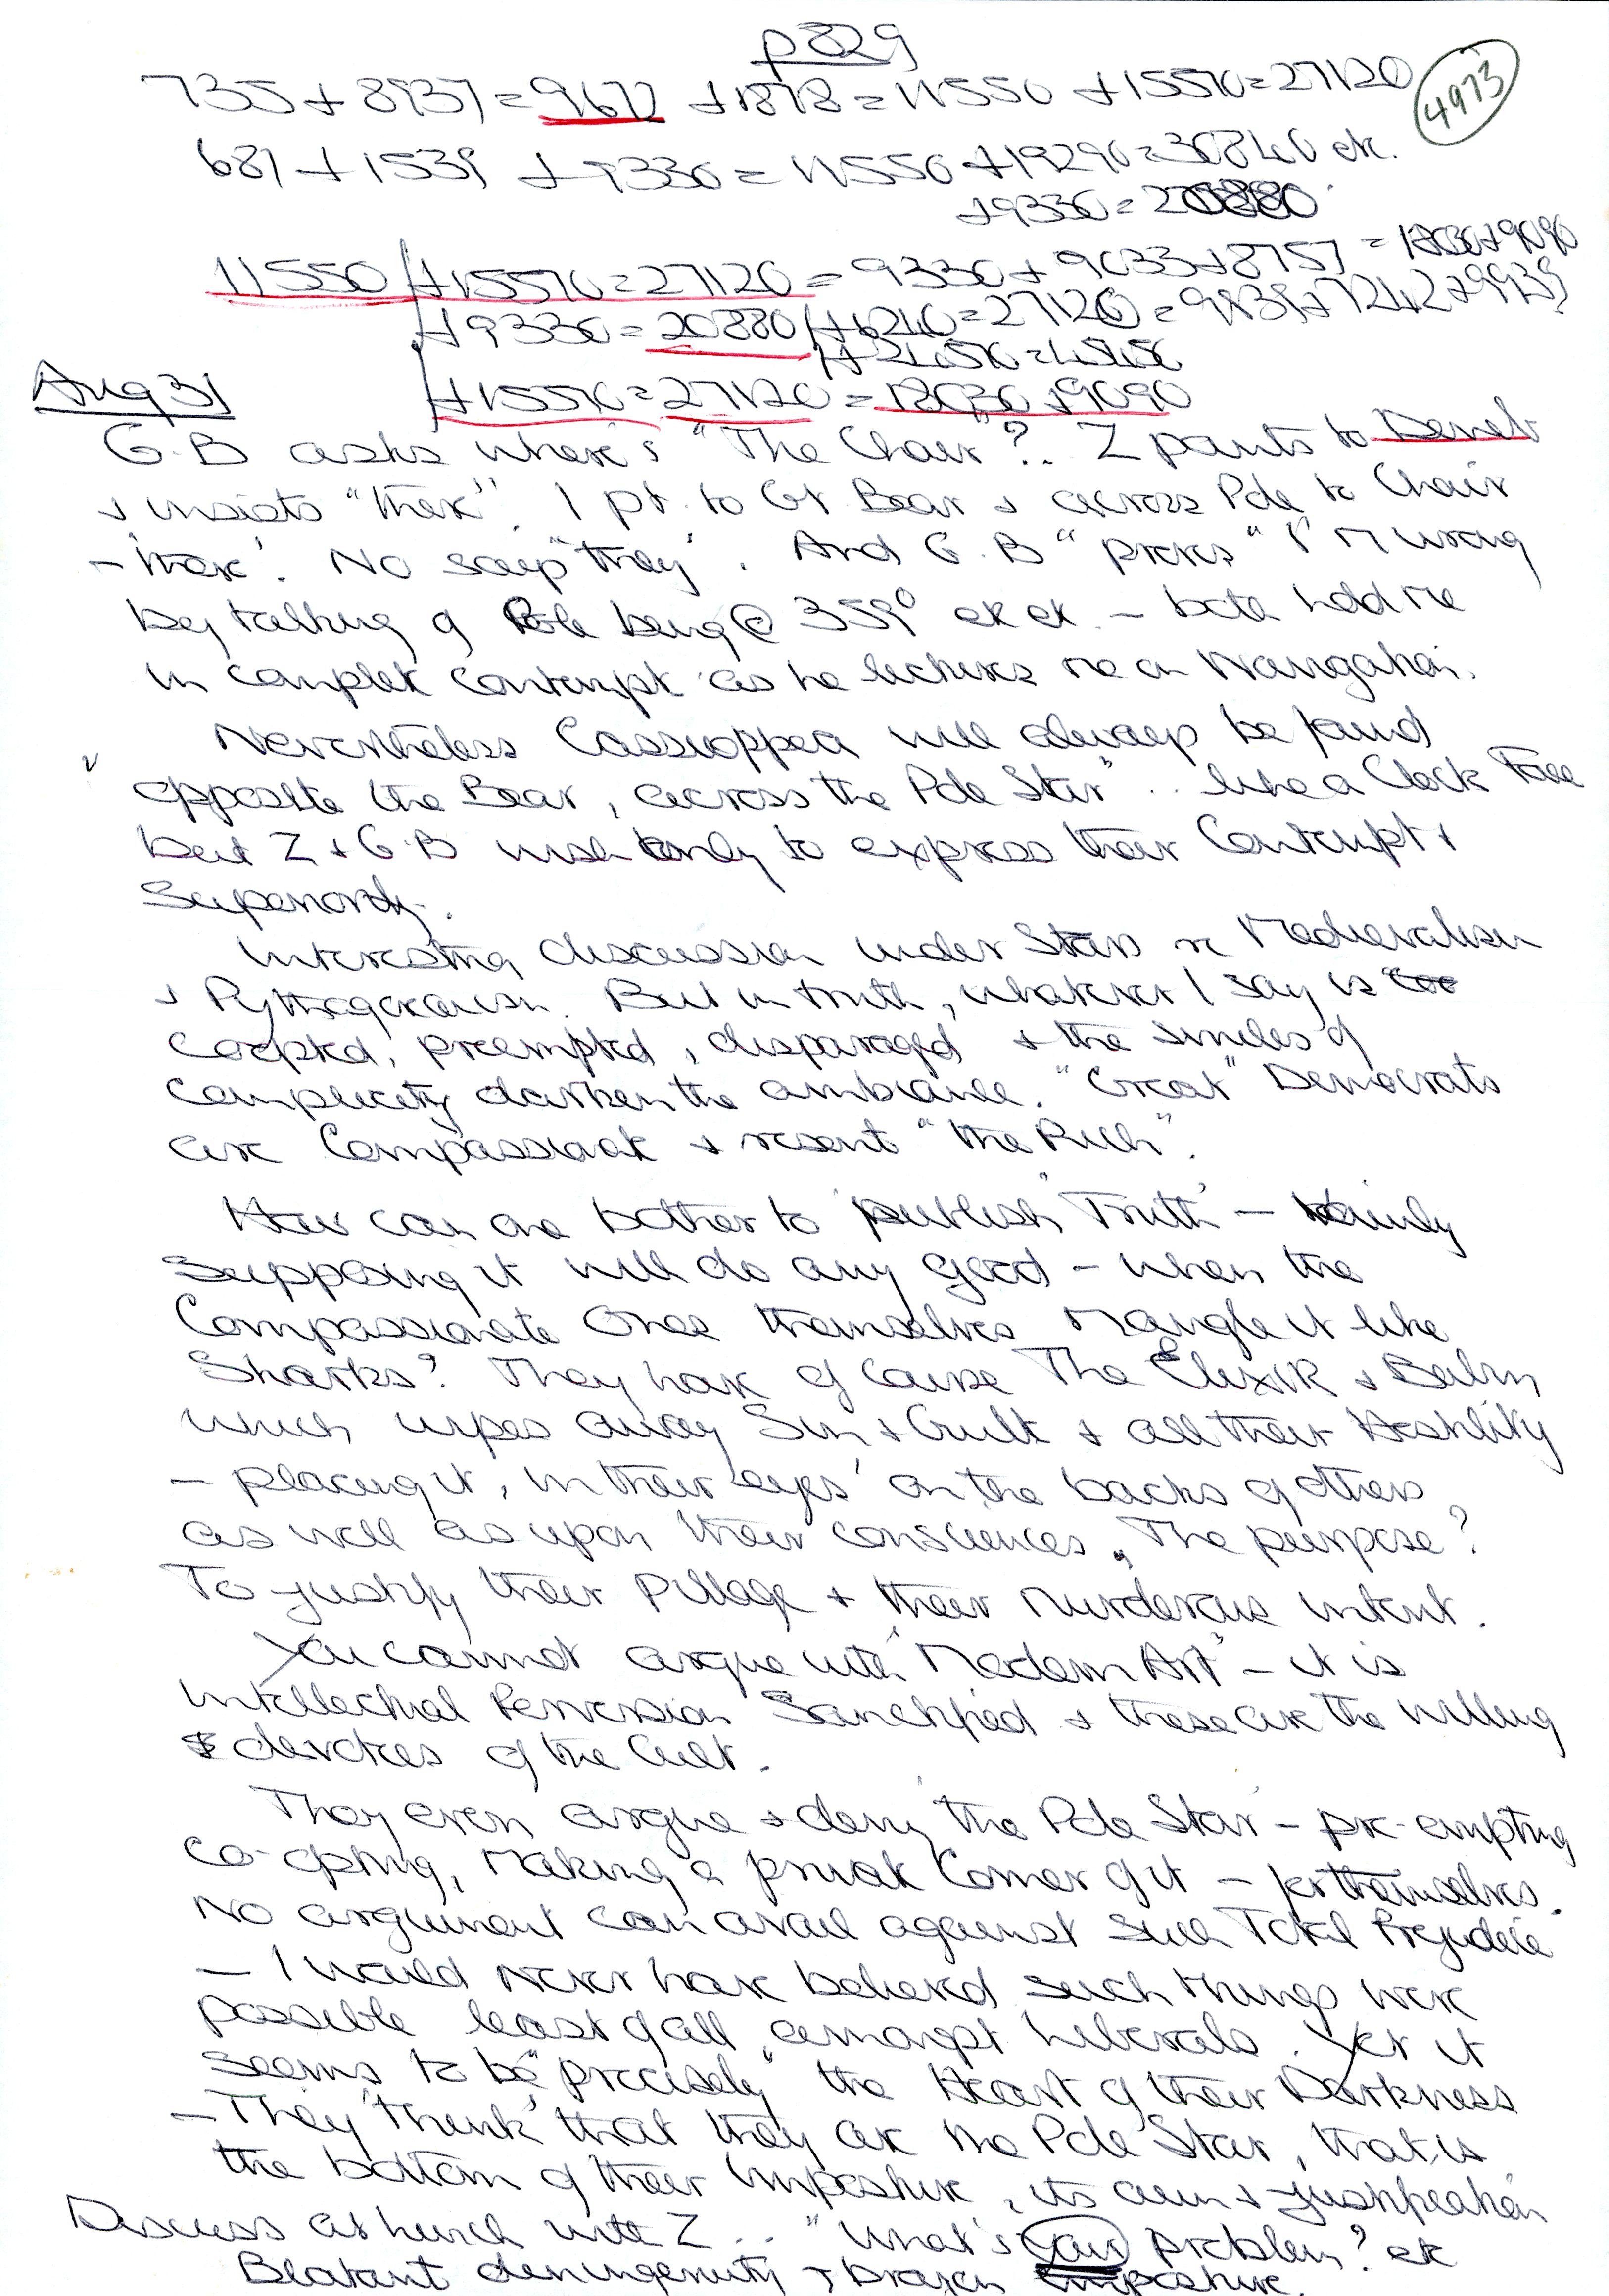 p829
4973
735 + 8937 = 9672 + 1878 = 11550 + 15570 = 27120
681 + 1539 + 9330 = 11550 + 19290 = 30840 etc.
+ 9330 = 20880
11550 + 15570 = 27120 = 9330 + 9033 + 8757 = 18030 + 9090
+ 9330 = 20880 + 6240 = 27120 = 9939 + 7242 + 9939
+ 15570 = 27120 = 18030 + 9090
Aug 31
G.B asks where's "The Chair"?.. Z points to Deneb
& insists "there". I pt. to Gt Bear & across Pole to Chair
- 'there'. No soap "they". And G.B "proves" I'm wrong
by talking of Pole being @ 359° etc etc. - both hold me
in complete contempt as he lectures me on Navigation.
Nevertheless Cassioppea will always be found
opposite the Bear, across the Pole Star" .. like a Clock Face
but Z & G.B wish only to express their Contempt &
Superiority.
Interesting discussion under Stars re Medievalism
& Pythagoreanism. But in truth, whatever I say is
coopted, preempted, disparaged & the smiles of
complicity darken the ambiance. "Great" Democrats
are Compassionate & resent "the Rich".
How can one bother to publish "Truth" - vainly
supposing it will do any good - when the
Compassionate Ones themselves Mangle it like
Sharks? They have of course The ElixiR & Balm
which wipes away Sin & Guilt & all their Hostility
- placing it, in their 'eyes' on the backs of others
as well as upon their consciences. The purpose?
To justify their Pillage & their Murderous intent.
You cannot argue with "Modern Art" - it is
Intellectual Perversion Sanctified & these are the willing
devotees of the Cult.
They even argue & deny the Pole Star - pre-empting
co-opting, Making a private Corner of it - for themselves.
No argument can avail against such Total Prejudice
- I would never have believed such things were
possible least of all amongst Liberals. Yet it
seems to be "precisely" the Heart of their Darkness
- They 'think' that they are the Pole Star, that is
the bottom of their Imposture, its aim & justification
Discuss at lunch with Z .. "What's your problem"? etc
Blatant disingenuity & brazen imposture.